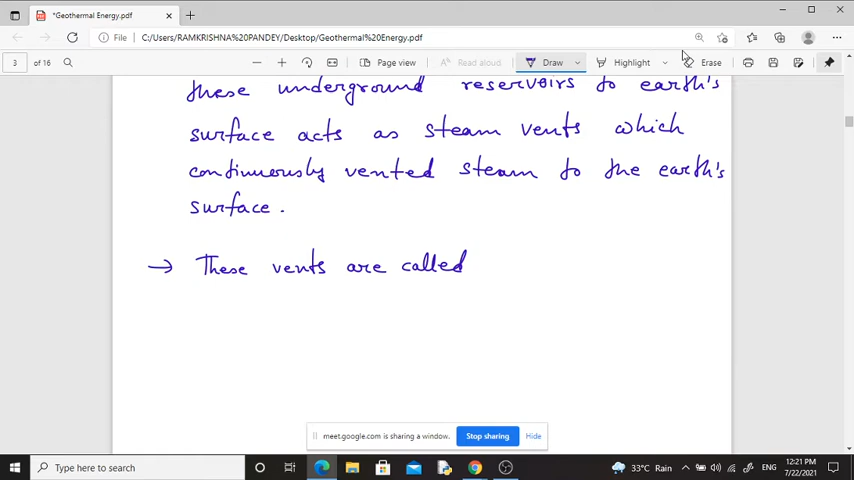 *Geothermal Energy.pdf
File
C:/Users/RAMKRISHNA%20PANDEY/Desktop/Geothermal%20Energy.pdf
3 of 16
Page view
Read aloud
Draw
Highlight
Erase
these underground reservoirs to earth's
surface acts as steam vents which
continuously vented steam to the earth's
surface.
→ These vents are called
meet.google.com is sharing a window.
Stop sharing
Hide
Type here to search
33°C Rain
ENG
12:21 PM
7/22/2021